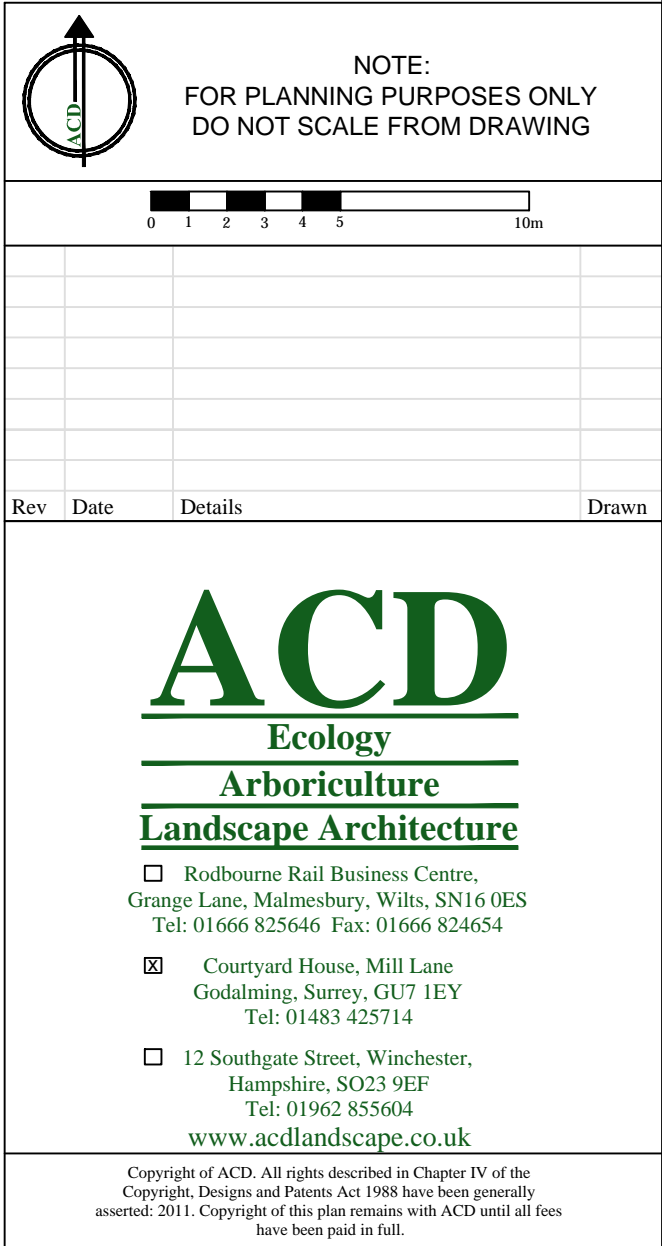 ACD
NOTE:
FOR PLANNING PURPOSES ONLY
DO NOT SCALE FROM DRAWING
0 1 2 3 4 5 10m
Rev Date Details Drawn
ACD
Ecology
Arboriculture
Landscape Architecture
Rodbourne Rail Business Centre,
Grange Lane, Malmesbury, Wilts, SN16 0ES
Tel: 01666 825646 Fax: 01666 824654
X Courtyard House, Mill Lane
Godalming, Surrey, GU7 1EY
Tel: 01483 425714
12 Southgate Street, Winchester,
Hampshire, SO23 9EF
Tel: 01962 855604
www.acdlandscape.co.uk
Copyright of ACD. All rights described in Chapter IV of the
Copyright, Designs and Patents Act 1988 have been generally
asserted: 2011. Copyright of this plan remains with ACD until all fees
have been paid in full.